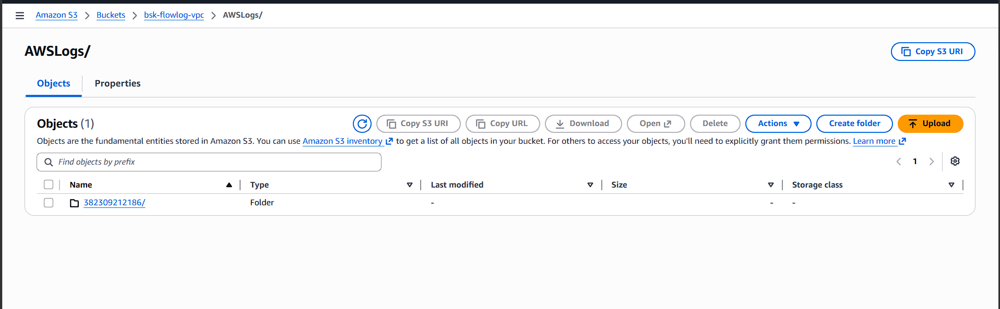 Amazon S3 > Buckets > bsk-flowlog-vpc > AWSLogs/
AWSLogs/
Copy S3 URI
Objects Properties
Objects (1)
Copy S3 URI Copy URL Download Open Delete Actions Create folder Upload
Objects are the fundamental entities stored in Amazon S3. You can use Amazon S3 inventory to get a list of all objects in your bucket. For others to access your objects, you'll need to explicitly grant them permissions. Learn more
Find objects by prefix
1
Name Type Last modified Size Storage class
382309212186/ Folder - - -